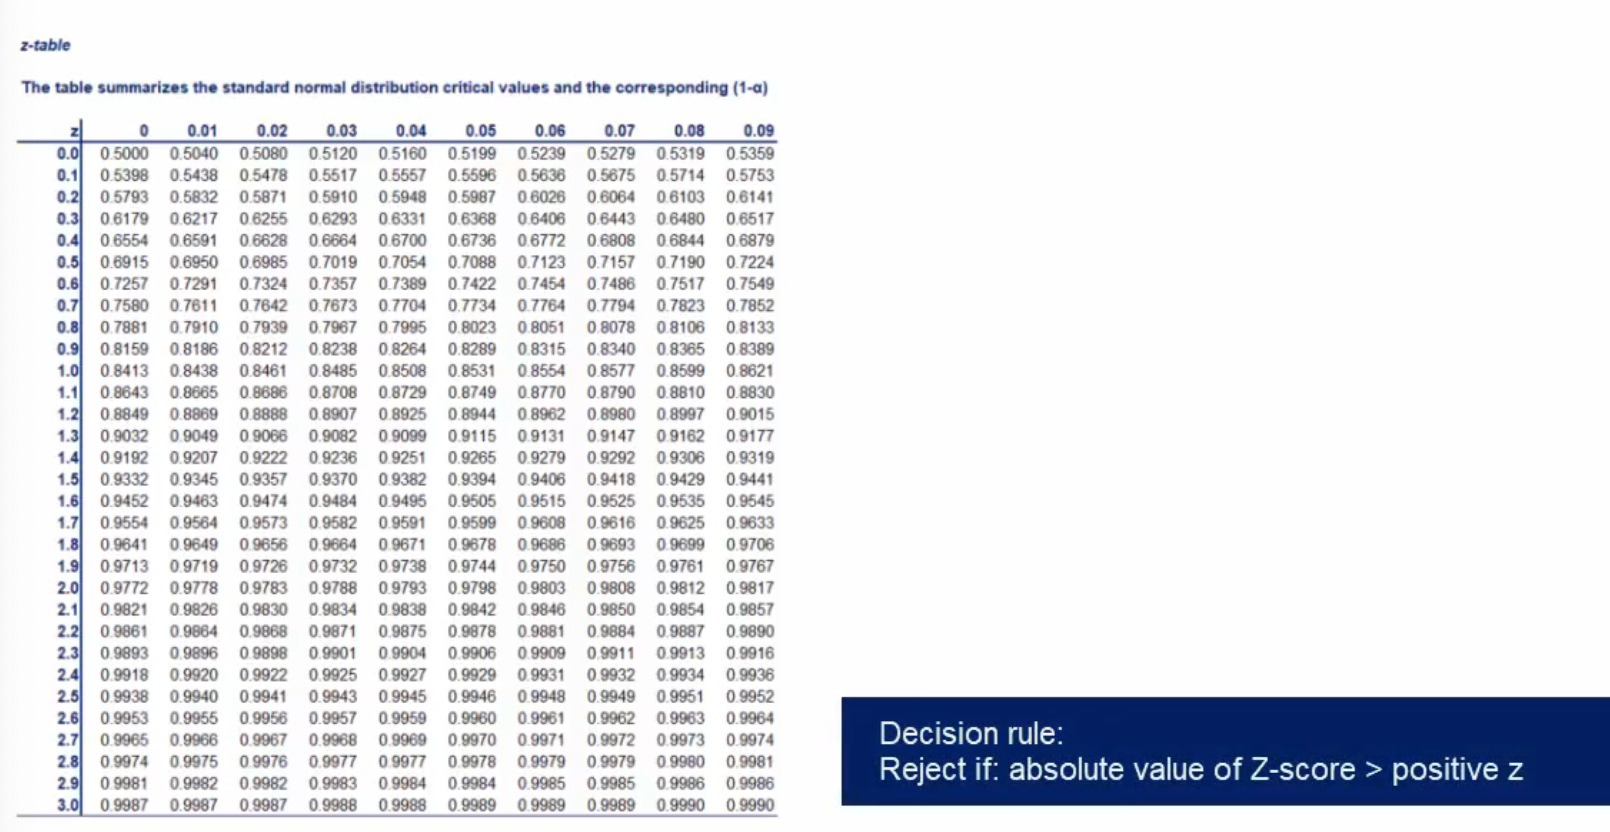 z-table
The table summarizes the standard normal distribution critical values and the corresponding (1-α)
z 0 0.01 0.02 0.03 0.04 0.05 0.06 0.07 0.08 0.09
0.0 0.5000 0.5040 0.5080 0.5120 0.5160 0.5199 0.5239 0.5279 0.5319 0.5359
0.1 0.5398 0.5438 0.5478 0.5517 0.5557 0.5596 0.5636 0.5675 0.5714 0.5753
0.2 0.5793 0.5832 0.5871 0.5910 0.5948 0.5987 0.6026 0.6064 0.6103 0.6141
0.3 0.6179 0.6217 0.6255 0.6293 0.6331 0.6368 0.6406 0.6443 0.6480 0.6517
0.4 0.6554 0.6591 0.6628 0.6664 0.6700 0.6736 0.6772 0.6808 0.6844 0.6879
0.5 0.6915 0.6950 0.6985 0.7019 0.7054 0.7088 0.7123 0.7157 0.7190 0.7224
0.6 0.7257 0.7291 0.7324 0.7357 0.7389 0.7422 0.7454 0.7486 0.7517 0.7549
0.7 0.7580 0.7611 0.7642 0.7673 0.7704 0.7734 0.7764 0.7794 0.7823 0.7852
0.8 0.7881 0.7910 0.7939 0.7967 0.7995 0.8023 0.8051 0.8078 0.8106 0.8133
0.9 0.8159 0.8186 0.8212 0.8238 0.8264 0.8289 0.8315 0.8340 0.8365 0.8389
1.0 0.8413 0.8438 0.8461 0.8485 0.8508 0.8531 0.8554 0.8577 0.8599 0.8621
1.1 0.8643 0.8665 0.8686 0.8708 0.8729 0.8749 0.8770 0.8790 0.8810 0.8830
1.2 0.8849 0.8869 0.8888 0.8907 0.8925 0.8944 0.8962 0.8980 0.8997 0.9015
1.3 0.9032 0.9049 0.9066 0.9082 0.9099 0.9115 0.9131 0.9147 0.9162 0.9177
1.4 0.9192 0.9207 0.9222 0.9236 0.9251 0.9265 0.9279 0.9292 0.9306 0.9319
1.5 0.9332 0.9345 0.9357 0.9370 0.9382 0.9394 0.9406 0.9418 0.9429 0.9441
1.6 0.9452 0.9463 0.9474 0.9484 0.9495 0.9505 0.9515 0.9525 0.9535 0.9545
1.7 0.9554 0.9564 0.9573 0.9582 0.9591 0.9599 0.9608 0.9616 0.9625 0.9633
1.8 0.9641 0.9649 0.9656 0.9664 0.9671 0.9678 0.9686 0.9693 0.9699 0.9706
1.9 0.9713 0.9719 0.9726 0.9732 0.9738 0.9744 0.9750 0.9756 0.9761 0.9767
2.0 0.9772 0.9778 0.9783 0.9788 0.9793 0.9798 0.9803 0.9808 0.9812 0.9817
2.1 0.9821 0.9826 0.9830 0.9834 0.9838 0.9842 0.9846 0.9850 0.9854 0.9857
2.2 0.9861 0.9864 0.9868 0.9871 0.9875 0.9878 0.9881 0.9884 0.9887 0.9890
2.3 0.9893 0.9896 0.9898 0.9901 0.9904 0.9906 0.9909 0.9911 0.9913 0.9916
2.4 0.9918 0.9920 0.9922 0.9925 0.9927 0.9929 0.9931 0.9932 0.9934 0.9936
2.5 0.9938 0.9940 0.9941 0.9943 0.9945 0.9946 0.9948 0.9949 0.9951 0.9952
2.6 0.9953 0.9955 0.9956 0.9957 0.9959 0.9960 0.9961 0.9962 0.9963 0.9964
2.7 0.9965 0.9966 0.9967 0.9968 0.9969 0.9970 0.9971 0.9972 0.9973 0.9974
2.8 0.9974 0.9975 0.9976 0.9977 0.9977 0.9978 0.9979 0.9979 0.9980 0.9981
2.9 0.9981 0.9982 0.9982 0.9983 0.9984 0.9984 0.9985 0.9985 0.9986 0.9986
3.0 0.9987 0.9987 0.9987 0.9988 0.9988 0.9989 0.9989 0.9989 0.9990 0.9990
Decision rule:
Reject if: absolute value of Z-score > positive z